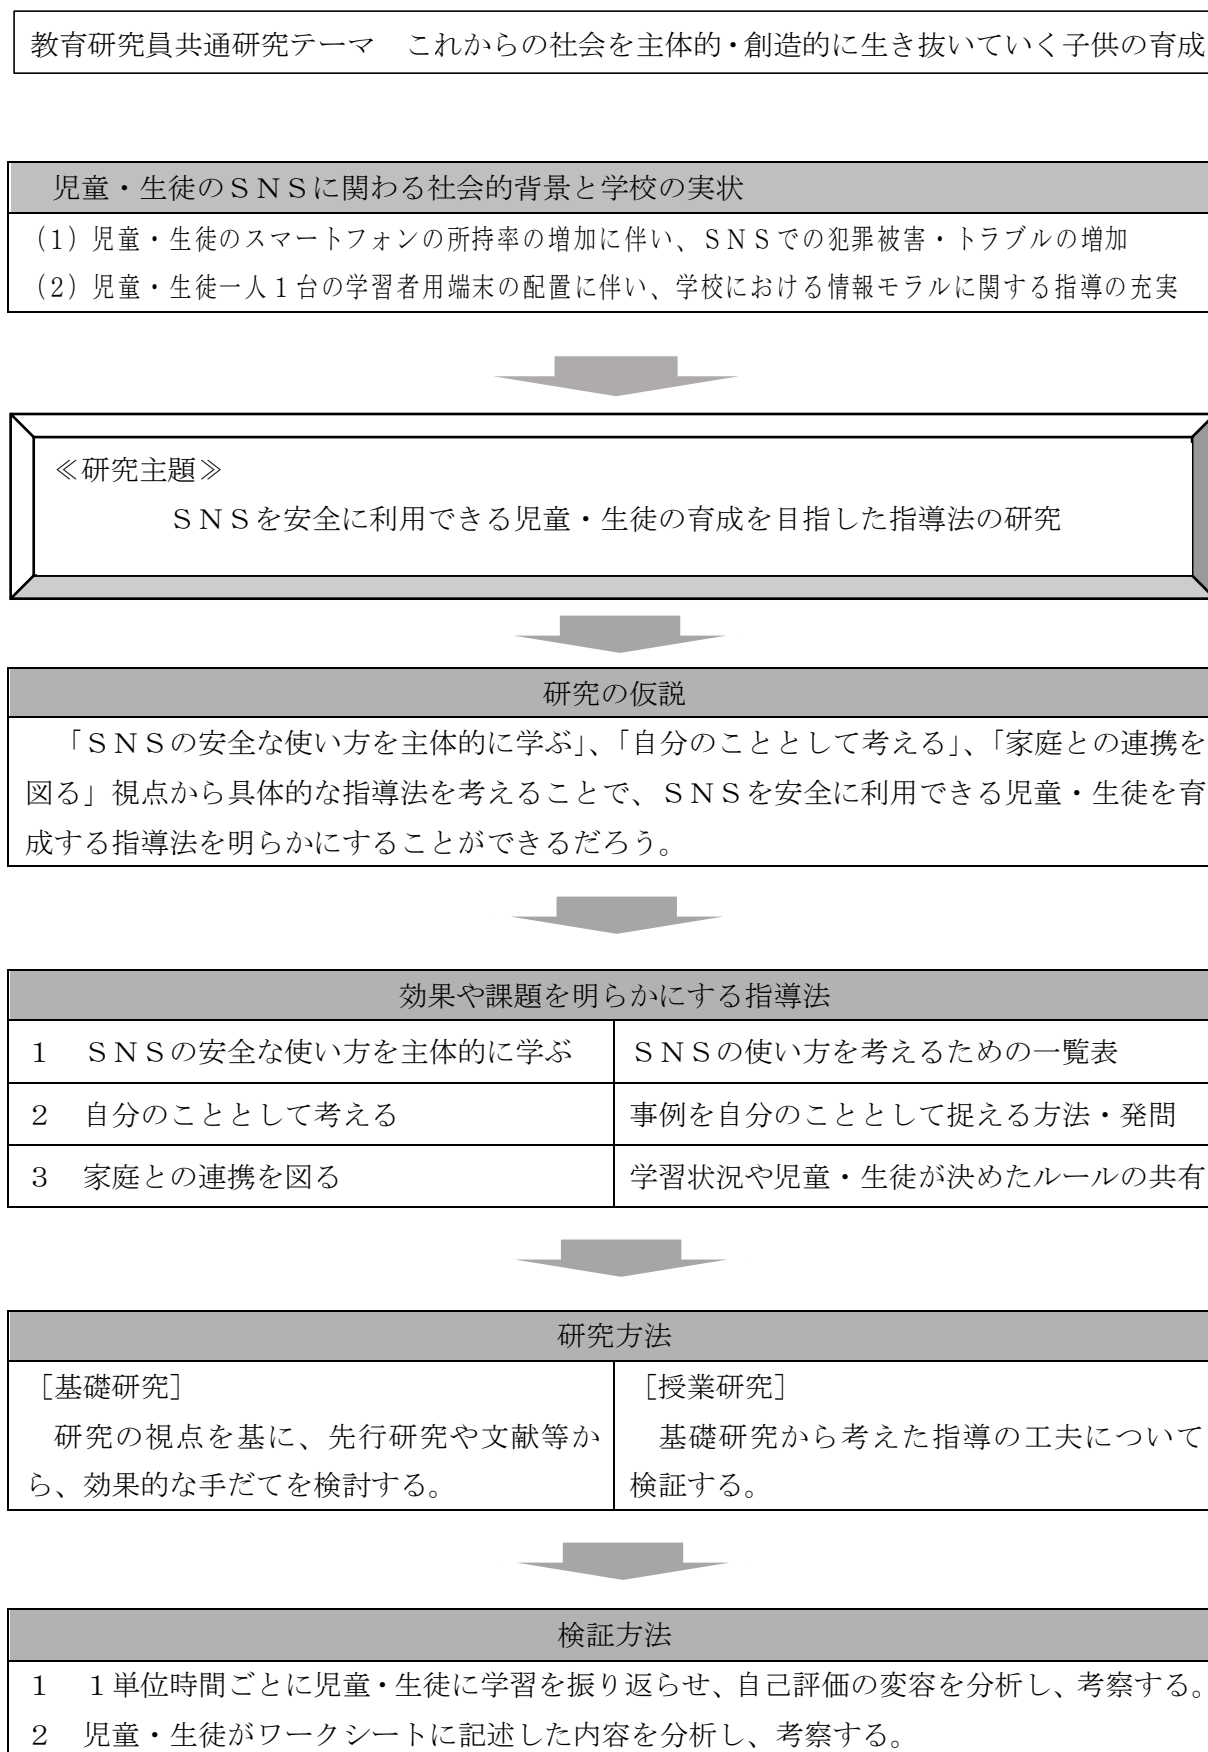 教育研究員共通研究テーマ　これからの社会を主体的・創造的に生き抜いていく子供の育成
児童・生徒のＳＮＳに関わる社会的背景と学校の実状
(1) 児童・生徒のスマートフォンの所持率の増加に伴い、ＳＮＳでの犯罪被害・トラブルの増加
(2) 児童・生徒一人１台の学習者用端末の配置に伴い、学校における情報モラルに関する指導の充実
≪研究主題≫
ＳＮＳを安全に利用できる児童・生徒の育成を目指した指導法の研究
研究の仮説
「ＳＮＳの安全な使い方を主体的に学ぶ」、「自分のこととして考える」、「家庭との連携を
図る」視点から具体的な指導法を考えることで、ＳＮＳを安全に利用できる児童・生徒を育
成する指導法を明らかにすることができるだろう。
効果や課題を明らかにする指導法
１　ＳＮＳの安全な使い方を主体的に学ぶ　ＳＮＳの使い方を考えるための一覧表
２　自分のこととして考える　事例を自分のこととして捉える方法・発問
３　家庭との連携を図る　学習状況や児童・生徒が決めたルールの共有
研究方法
［基礎研究］
研究の視点を基に、先行研究や文献等か
ら、効果的な手だてを検討する。
［授業研究］
基礎研究から考えた指導の工夫について
検証する。
検証方法
１　１単位時間ごとに児童・生徒に学習を振り返らせ、自己評価の変容を分析し、考察する。
２　児童・生徒がワークシートに記述した内容を分析し、考察する。